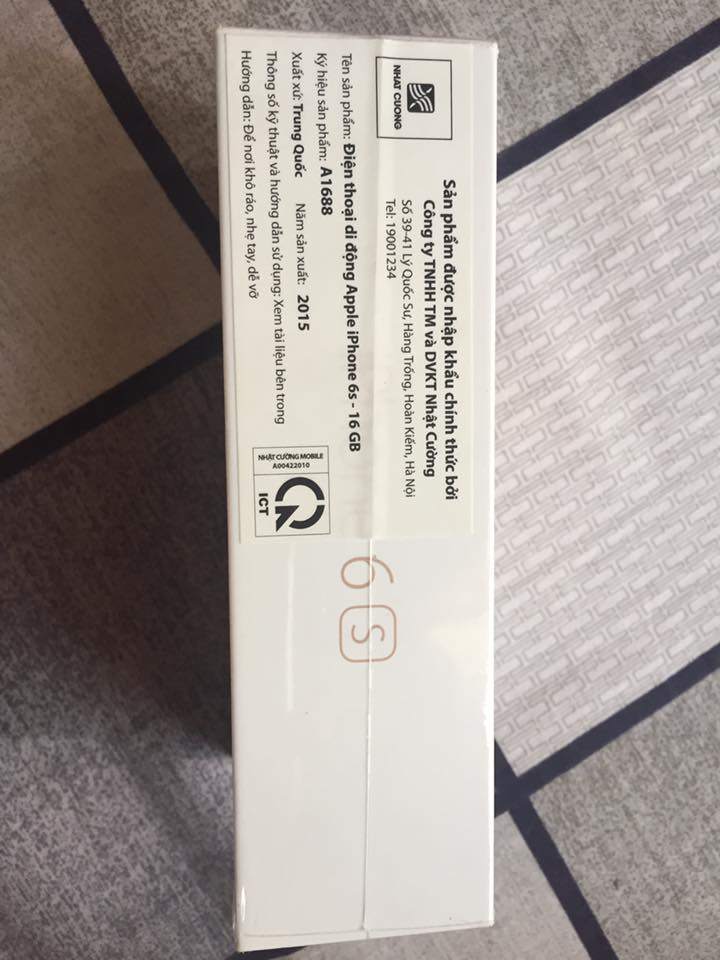 NHAT CUONG
Sản phẩm được nhập khẩu chính thức bởi
Công ty TNHH TM và DVKT Nhật Cường
Số 39-41 Lý Quốc Sư, Hàng Trống, Hoàn Kiếm, Hà Nội
Tel: 19001234
Tên sản phẩm: Điện thoại di động Apple iPhone 6s - 16 GB
Ký hiệu sản phẩm: A1688
Xuất xứ: Trung Quốc Năm sản xuất: 2015
Thông số kỹ thuật và hướng dẫn sử dụng: Xem tài liệu bên trong
Hướng dẫn: Để nơi khô ráo, nhẹ tay, dễ vỡ
NHẬT CƯỜNG MOBILE
A00422010
ICT
6S